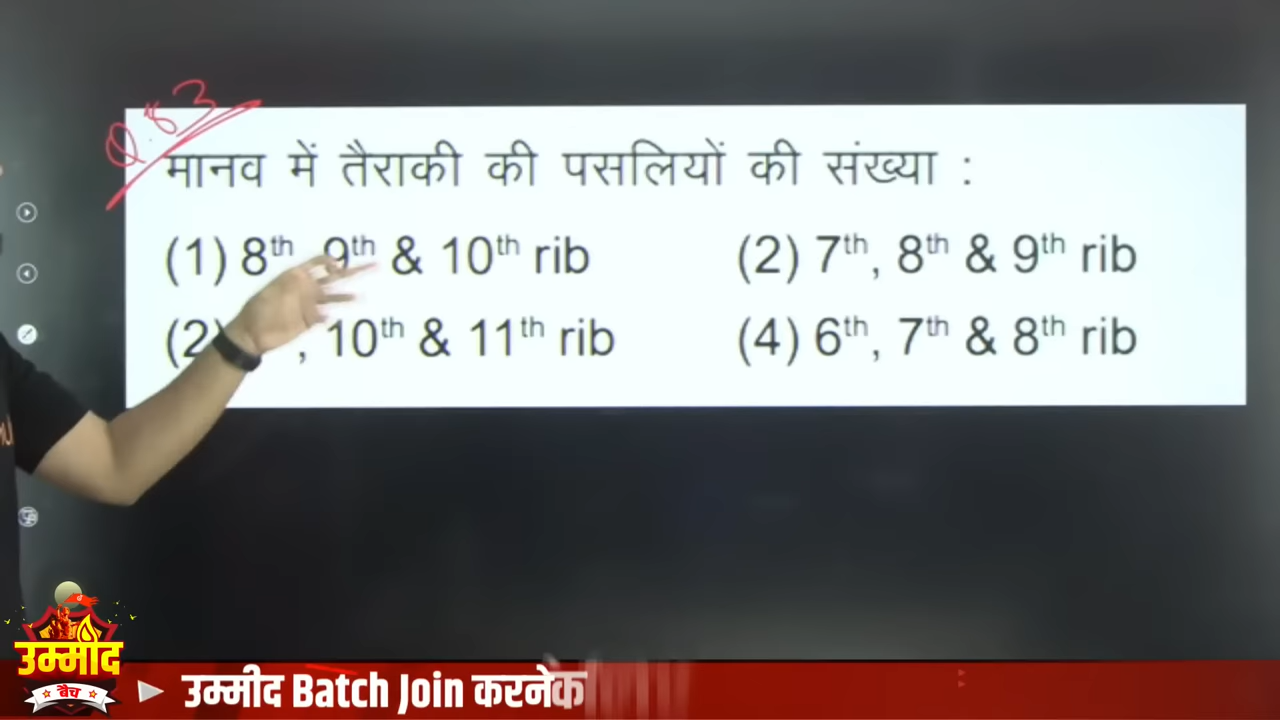 Q.83
मानव में तैराकी की पसलियों की संख्या :
(1) 8th, 9th & 10th rib
(2) 7th, 8th & 9th rib
(2) , 10th & 11th rib
(4) 6th, 7th & 8th rib
उम्मीद
बैच
उम्मीद Batch Join करनेक